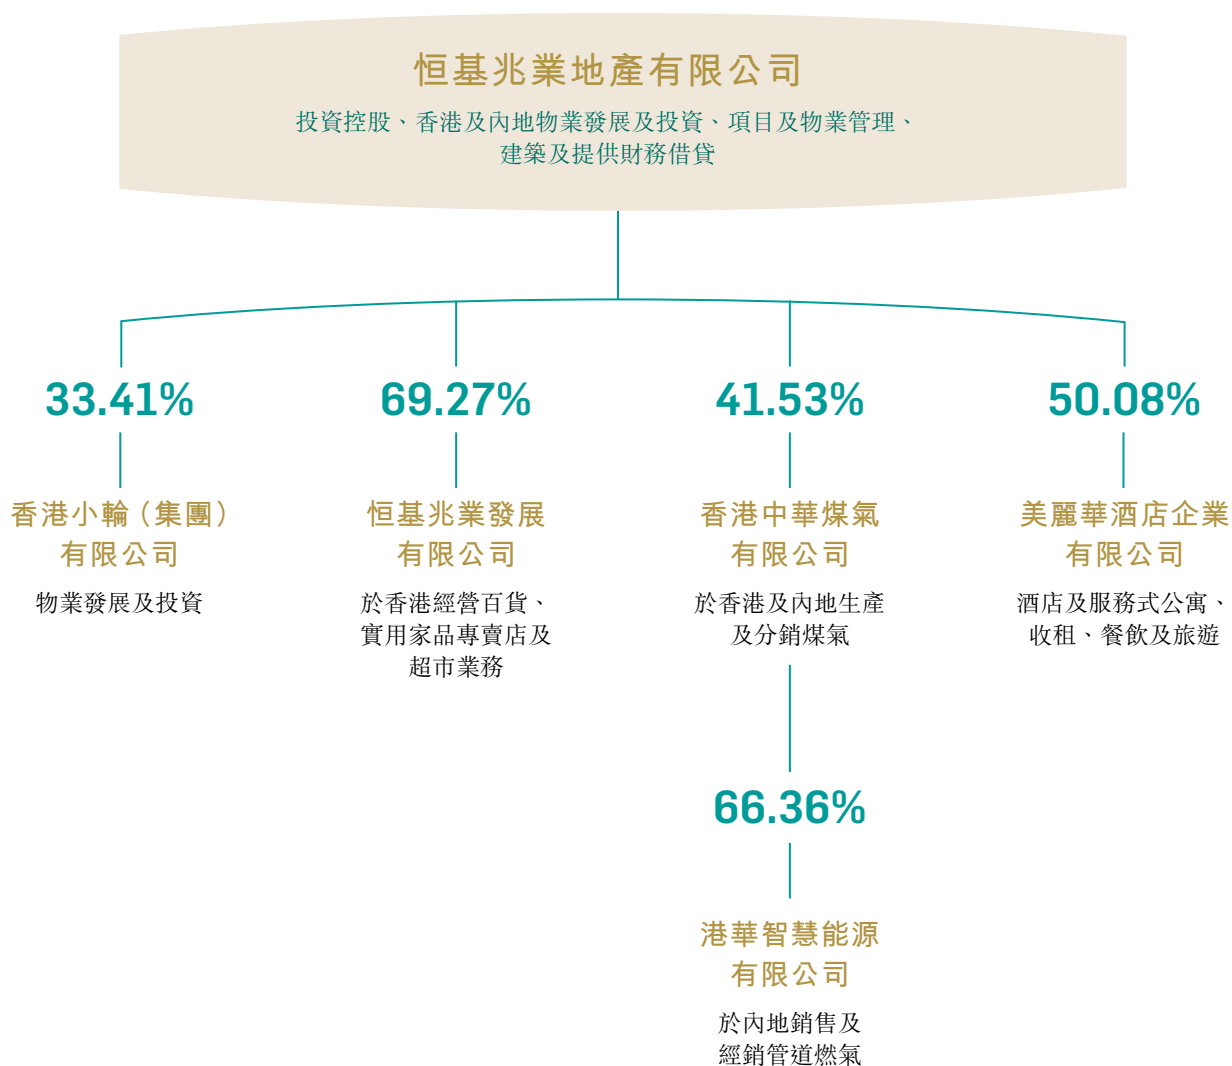 恒基兆業地產有限公司
投資控股、香港及內地物業發展及投資、項目及物業管理、
建築及提供財務借貸
33.41%
香港小輪（集團）
有限公司
物業發展及投資
69.27%
恒基兆業發展
有限公司
於香港經營百貨、
實用家品專賣店及
超市業務
41.53%
香港中華煤氣
有限公司
於香港及內地生產
及分銷煤氣
66.36%
港華智慧能源
有限公司
於內地銷售及
經銷管道燃氣
50.08%
美麗華酒店企業
有限公司
酒店及服務式公寓、
收租、餐飲及旅遊